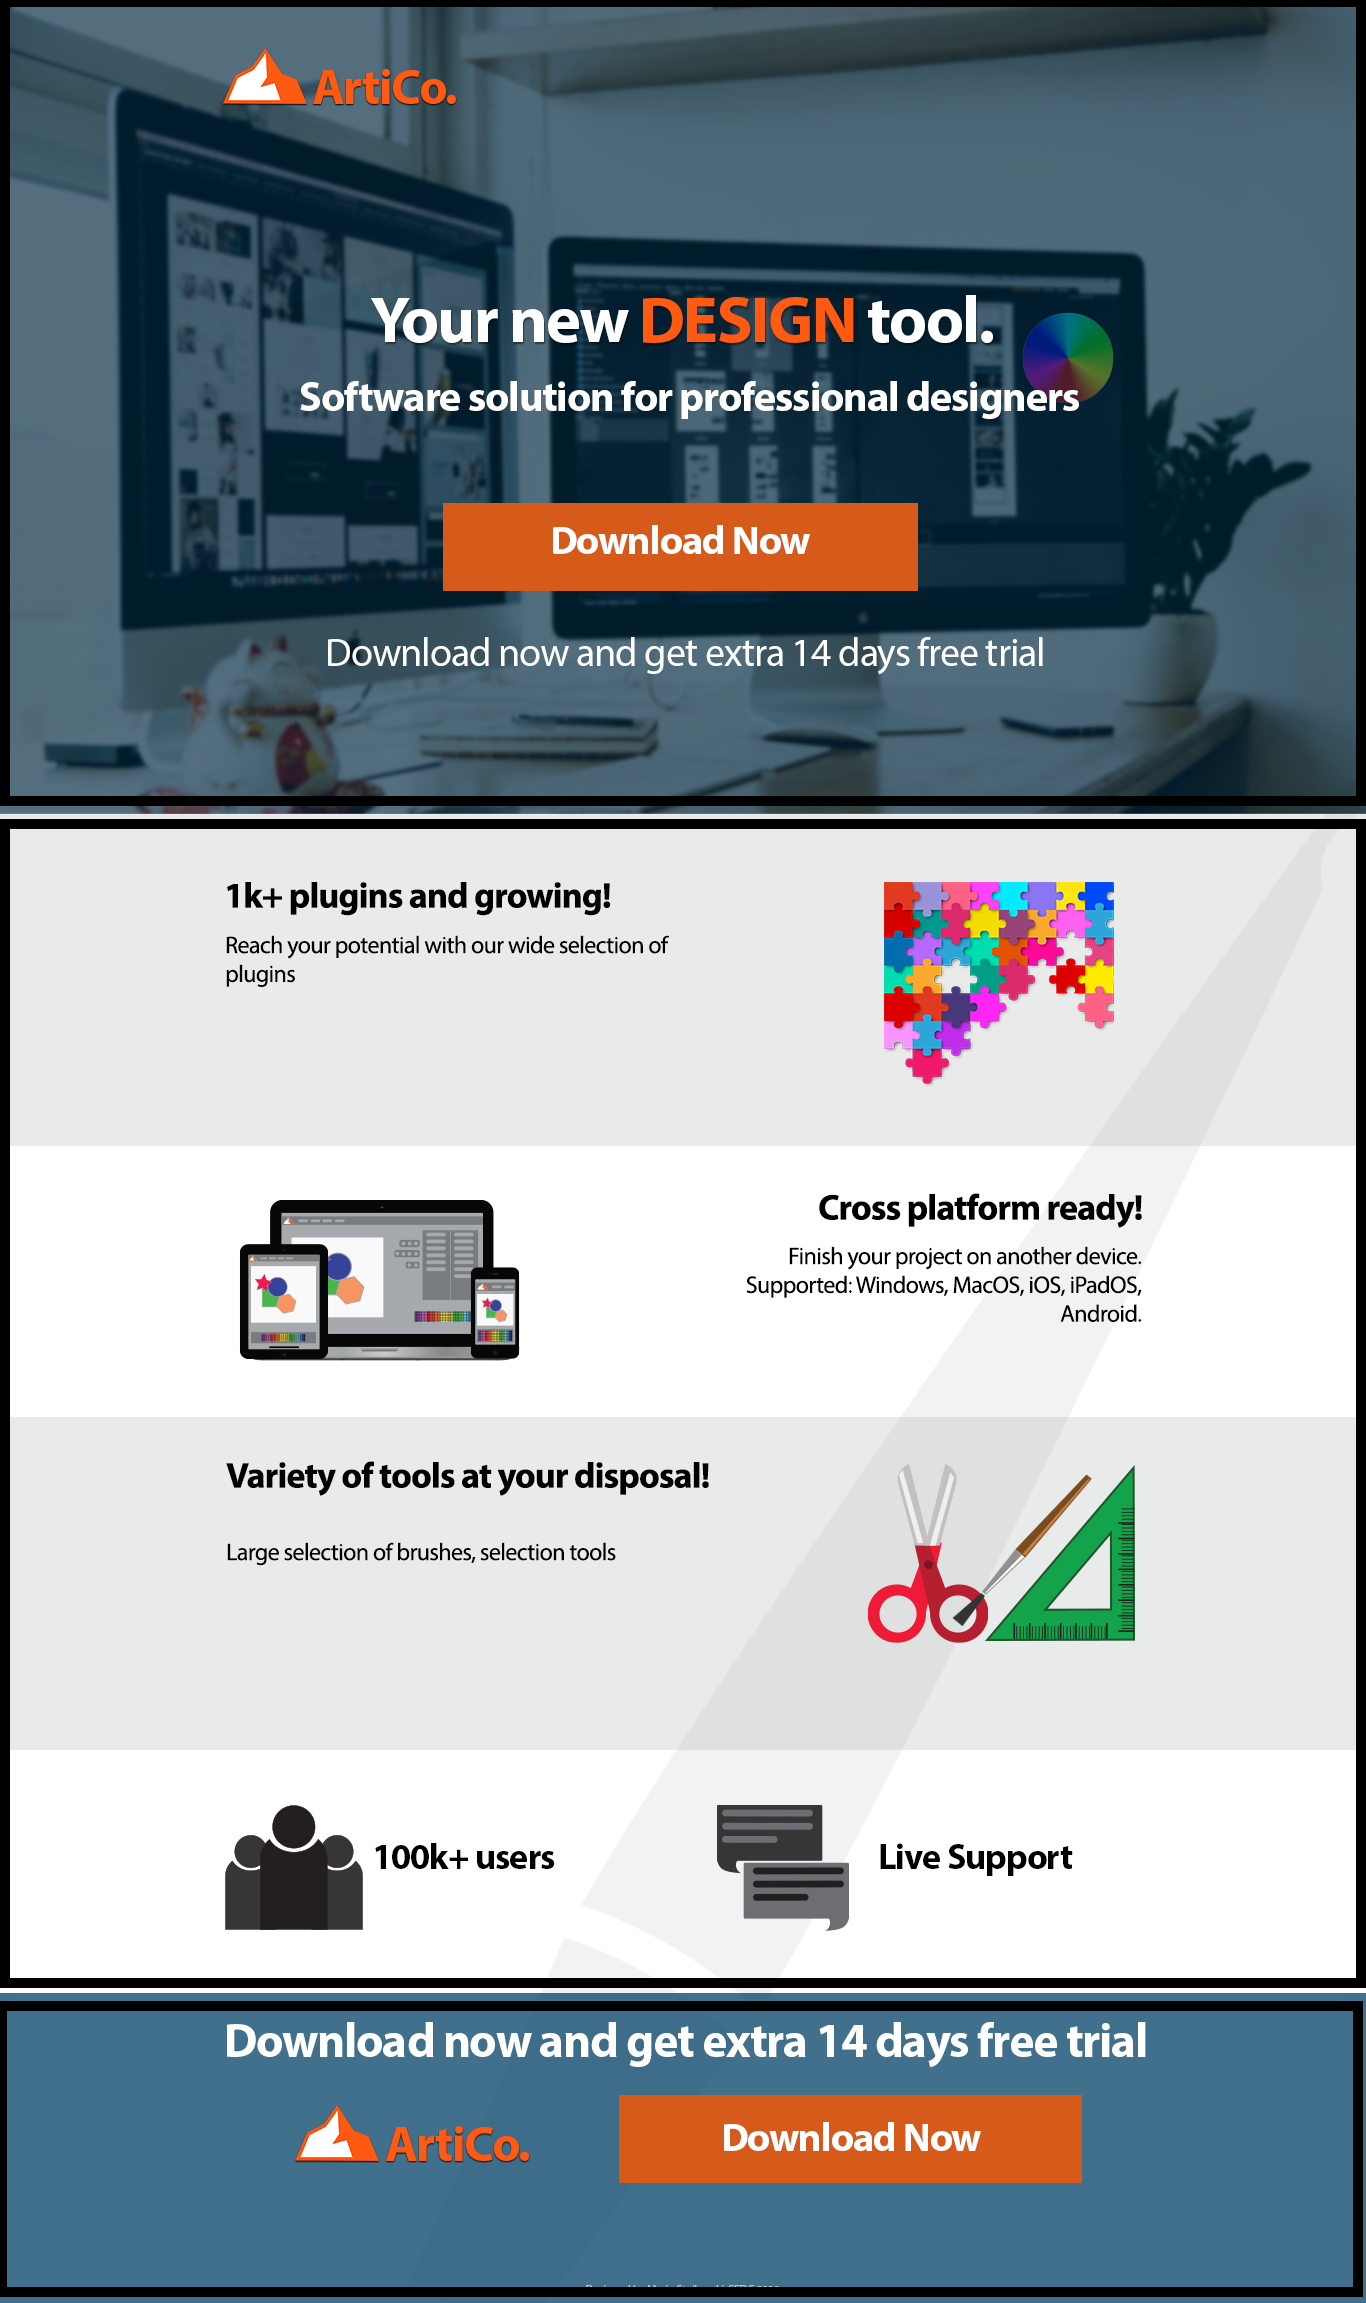 ArtiCo.
Your new DESIGN tool.
Software solution for professional designers
Download Now
Download now and get extra 14 days free trial
1k+ plugins and growing!
Reach your potential with our wide selection of
plugins
Cross platform ready!
Finish your project on another device.
Supported: Windows, MacOS, iOS, iPadOS,
Android.
Variety of tools at your disposal!
Large selection of brushes, selection tools
100k+ users
Live Support
Download now and get extra 14 days free trial
ArtiCo.
Download Now